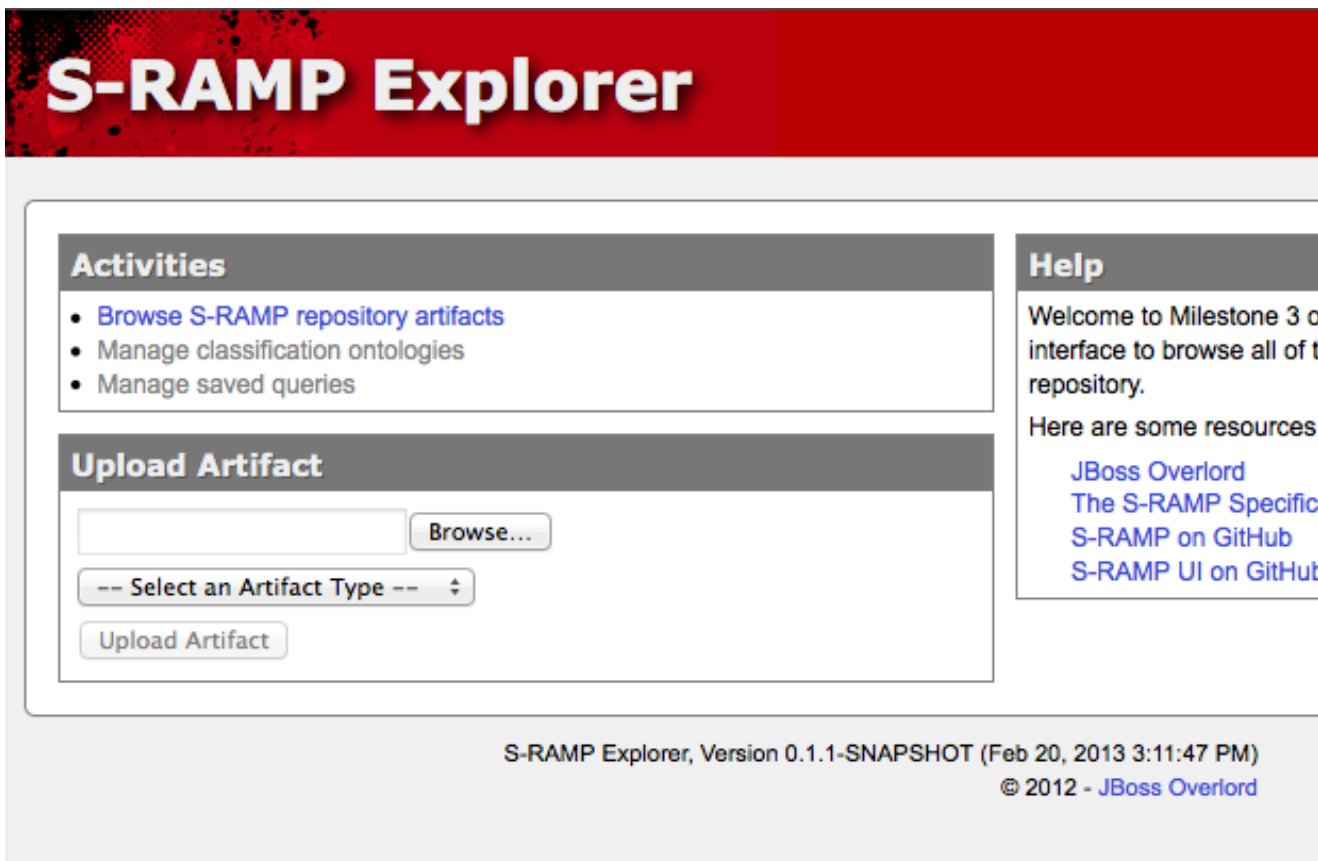 S-RAMP Explorer
Activities
Browse S-RAMP repository artifacts
Manage classification ontologies
Manage saved queries
Upload Artifact
Browse...
-- Select an Artifact Type --
Upload Artifact
Help
Welcome to Milestone 3
interface to browse all of
repository.
Here are some resources
JBoss Overlord
The S-RAMP
S-RAMP on GitHub
S-RAMP UI on GitHub
S-RAMP Explorer, Version 0.1.1-SNAPSHOT (Feb 20, 2013 3:11:47 PM)
© 2012 - JBoss Overlord